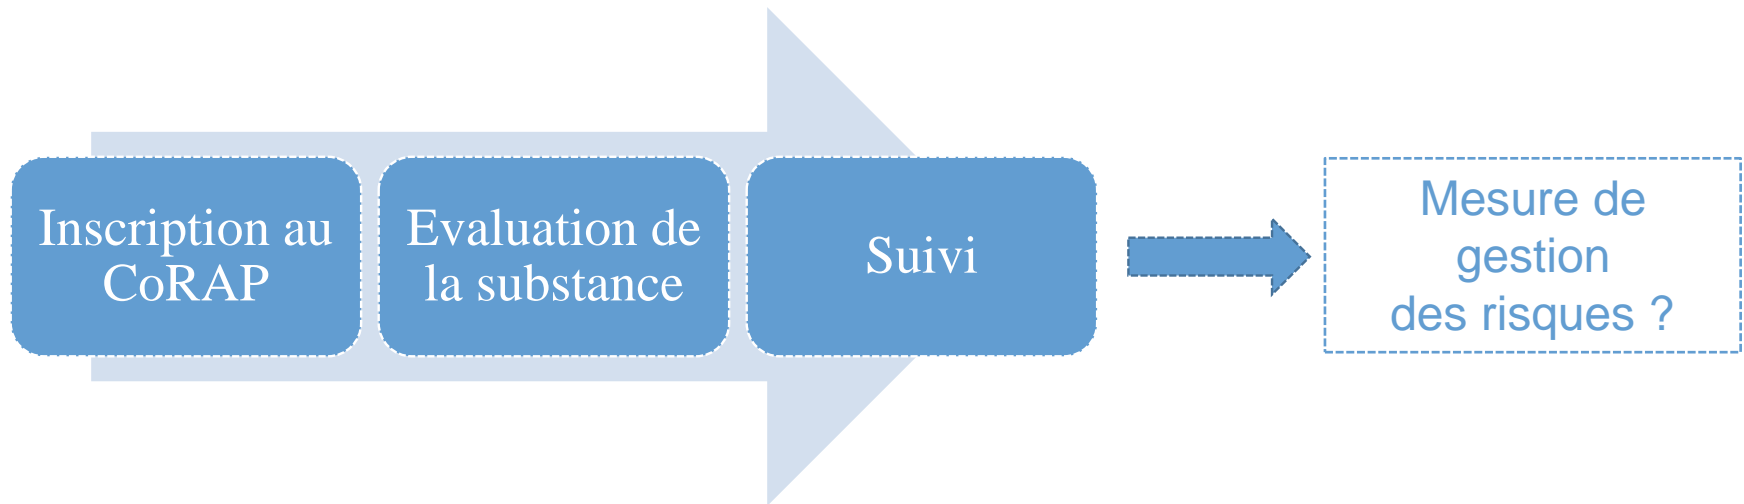 Inscription au
CoRAP
Evaluation de
la substance
Suivi
Mesure de
gestion
des risques ?